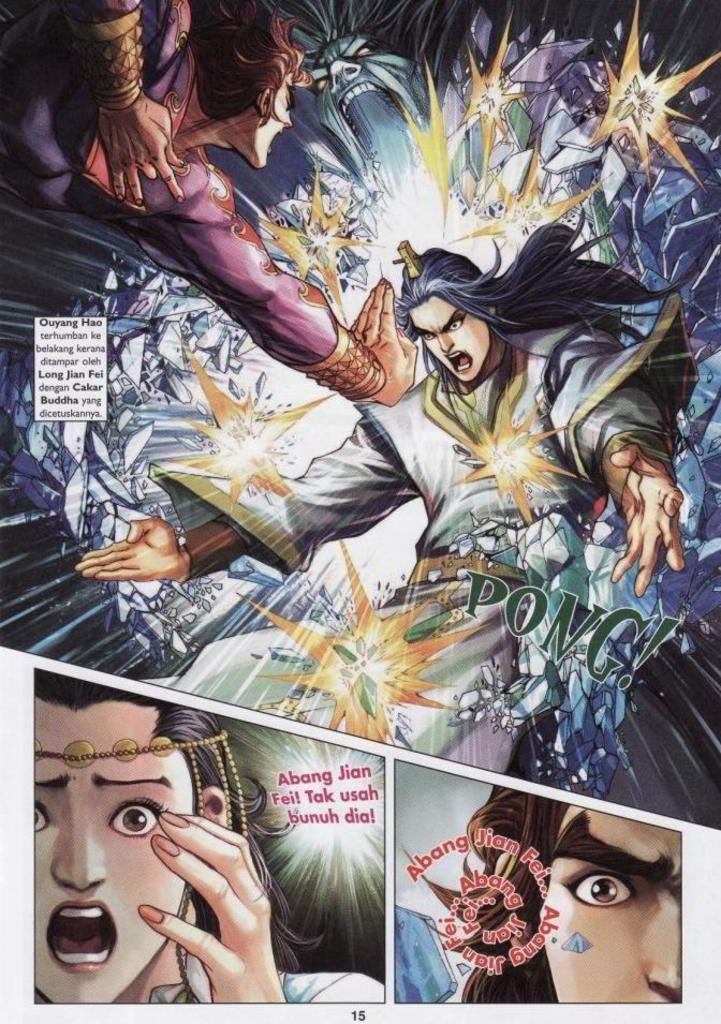 Ouyang Hao
terhumban ke
belakang kerana
ditampar oleh
Long Jian Fei
dengan Cakar
Buddha yang
dicetuskannya.
PONG!
Abang Jian
Fei! Tak usah
bunuh dia!
Abang Jian Fei... Abang Jian Fei... Abang Jian
15